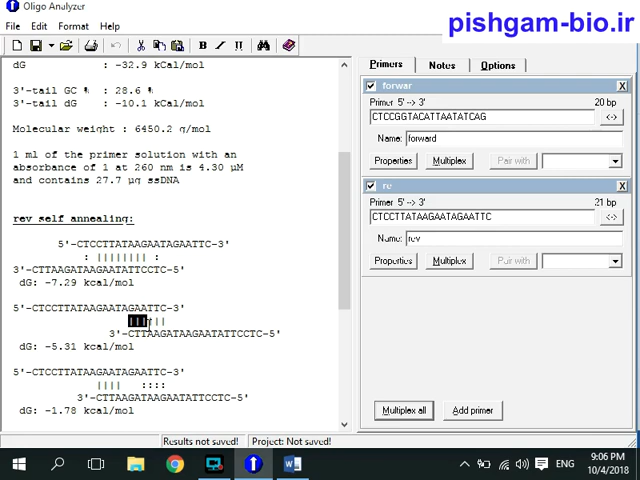 Oligo Analyzer
pishgam-bio.ir
File Edit Format Help
dG : -32.9 kCal/mol
3'-tail GC % : 28.6 %
3'-tail dG : -10.1 kCal/mol
Molecular weight : 6450.2 g/mol
1 ml of the primer solution with an
absorbance of 1 at 260 nm is 4.30 µM
and contains 27.7 µg ssDNA
rev self annealing:
5'-CTCCTTATAAGAATAGAATTC-3'
: |||||||| :
3'-CTTAAGATAAGAATATTCCTC-5'
dG: -7.29 kcal/mol
5'-CTCCTTATAAGAATAGAATTC-3'
||||||
3'-CTTAAGATAAGAATATTCCTC-5'
dG: -5.31 kcal/mol
5'-CTCCTTATAAGAATAGAATTC-3'
|||| ::::
3'-CTTAAGATAAGAATATTCCTC-5'
dG: -1.78 kcal/mol
Primers Notes Options
forwar
Primer 5' --> 3' 20 bp
CTCCGGTACATTAATATCAG <->
Name: forward
Properties Multiplex Pair with
re
Primer 5' --> 3' 21 bp
CTCCTTATAAGAATAGAATTC <->
Name: rev
Properties Multiplex Pair with
Multiplex all Add primer
Results not saved! Project: Not saved!
ENG
9:06 PM
10/4/2018